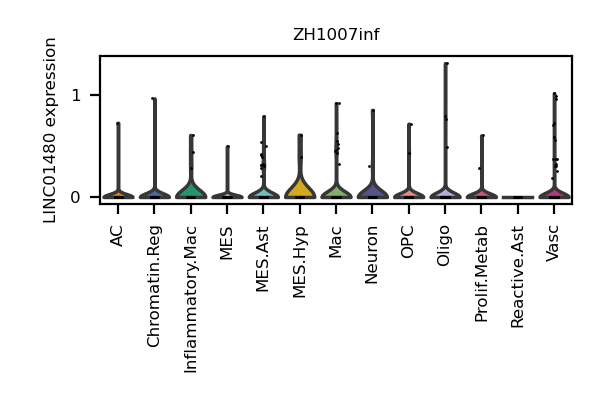 ZH1007inf
LINC01480 expression
1
0
AC
Chromatin.Reg
Inflammatory.Mac
MES
MES.Ast
MES.Hyp
Mac
Neuron
OPC
Oligo
Prolif.Metab
Reactive.Ast
Vasc